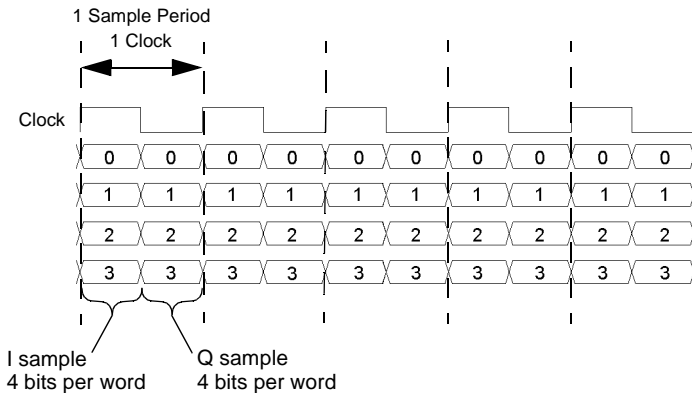 1 Sample Period
1 Clock
Clock
0 0 0 0 0 0 0 0 0 0
1 1 1 1 1 1 1 1 1 1
2 2 2 2 2 2 2 2 2 2
3 3 3 3 3 3 3 3 3 3
I sample
4 bits per word
Q sample
4 bits per word